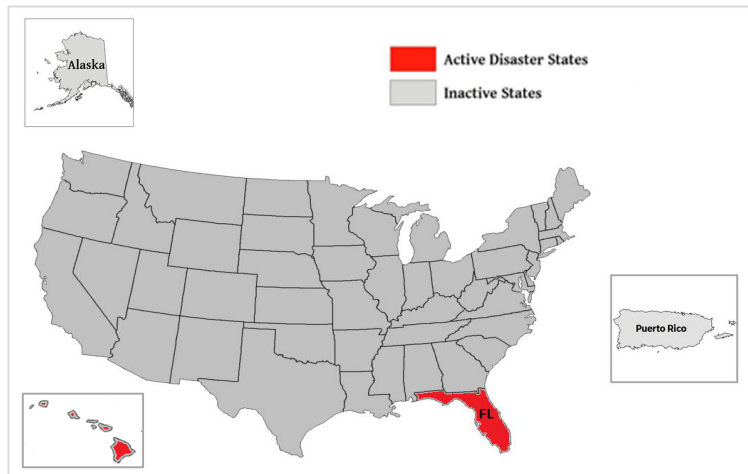 Alaska
Active Disaster States
Inactive States
Puerto Rico
FL